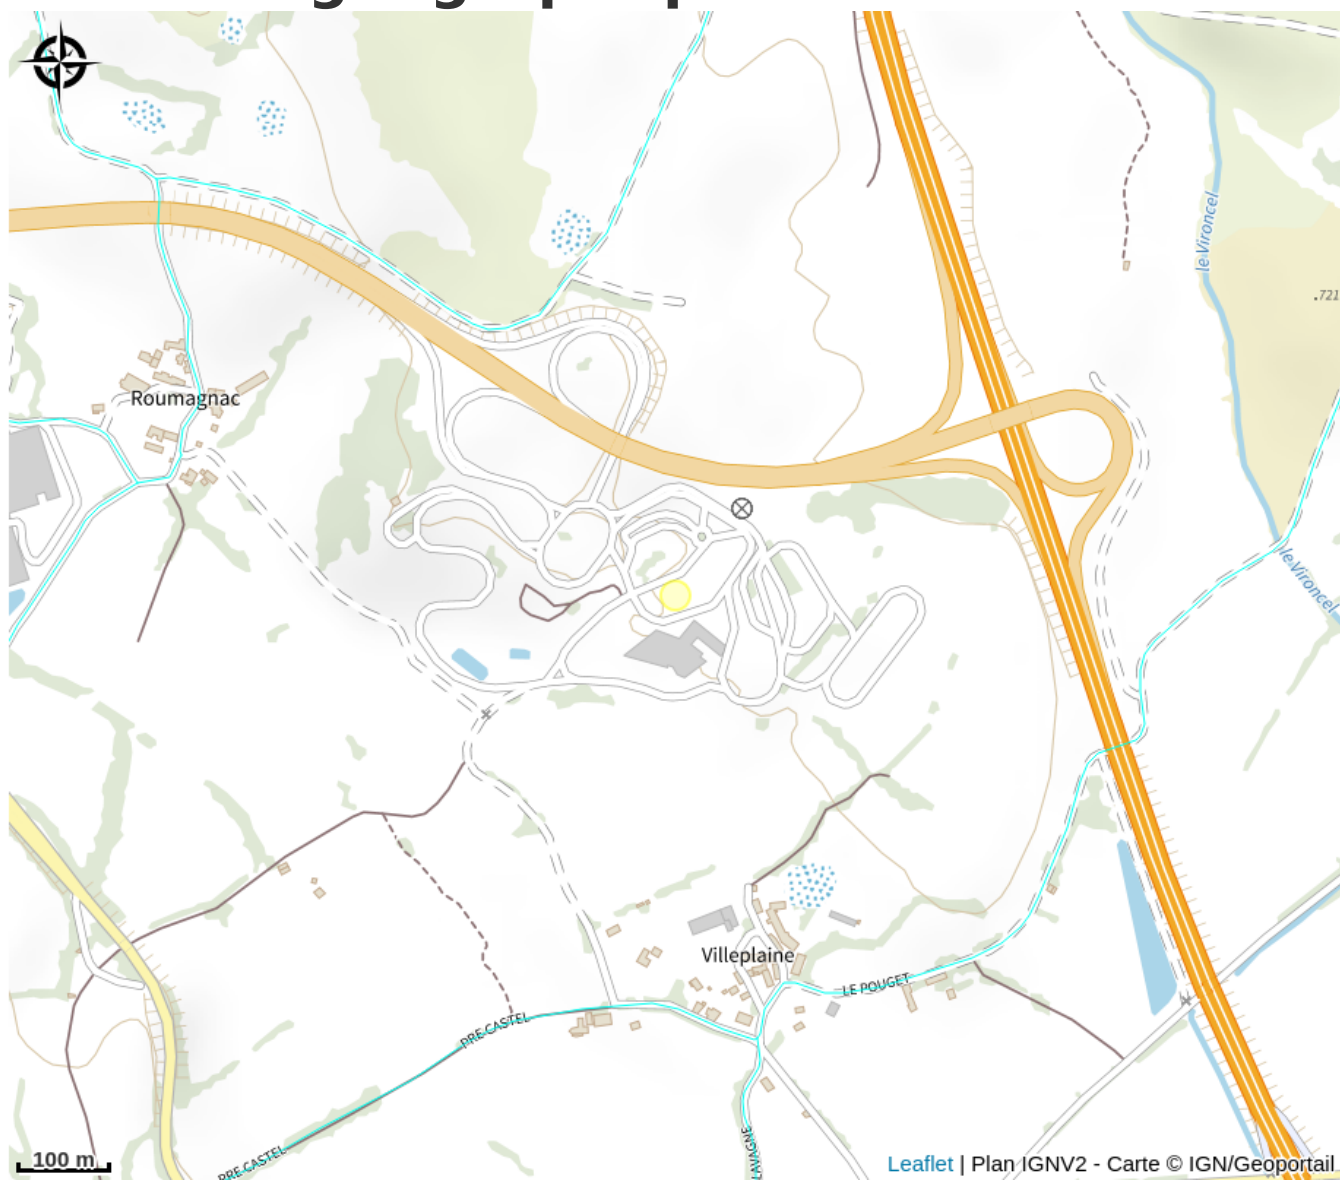 le Vironcel
.721
Roumagnac
le Vironcel
Villeplaine
LE POUGET
PRE CASTEL
PRE CASTEL
100 m
Leaflet | Plan IGNV2 - Carte © IGN/Geoportail